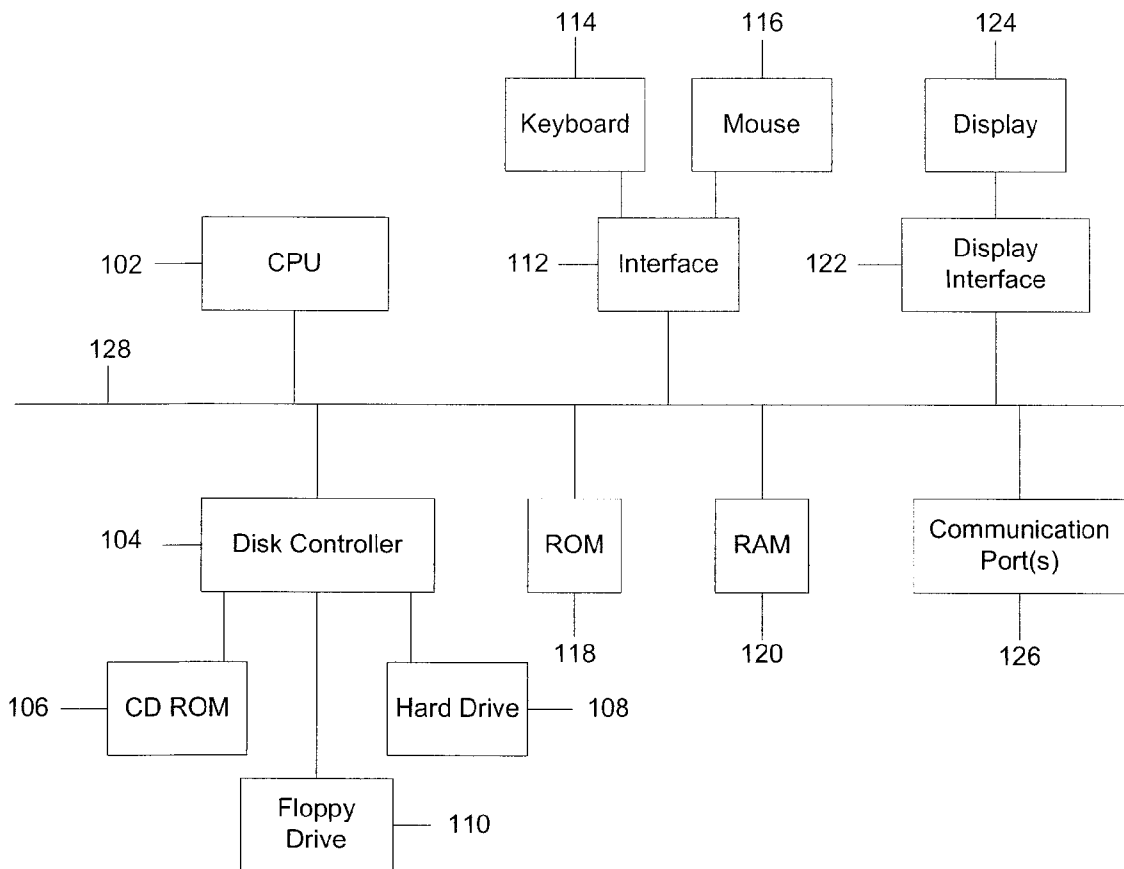 114
116
124
Keyboard
Mouse
Display
102
CPU
112
Interface
122
Display
Interface
128
104
Disk Controller
ROM
RAM
Communication
Port(s)
118
120
126
106
CD ROM
Hard Drive
108
Floppy
Drive
110